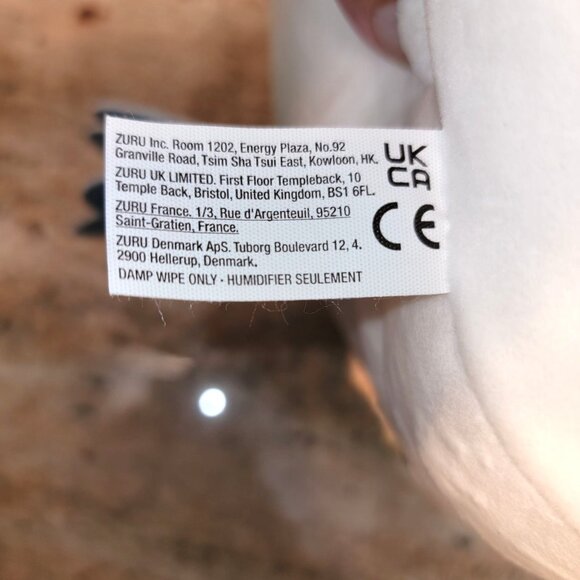 ZURU Inc. Room 1202, Energy Plaza, No.92
Granville Road, Tsim Sha Tsui East, Kowloon, HK.
ZURU UK LIMITED. First Floor Templeback, 10
Temple Back, Bristol, United Kingdom, BS1 6FL.
ZURU France. 1/3, Rue d'Argenteuil, 95210
Saint-Gratien, France.
ZURU Denmark ApS. Tuborg Boulevard 12, 4.
2900 Hellerup, Denmark.
DAMP WIPE ONLY · HUMIDIFIER SEULEMENT
UK
CA
CE